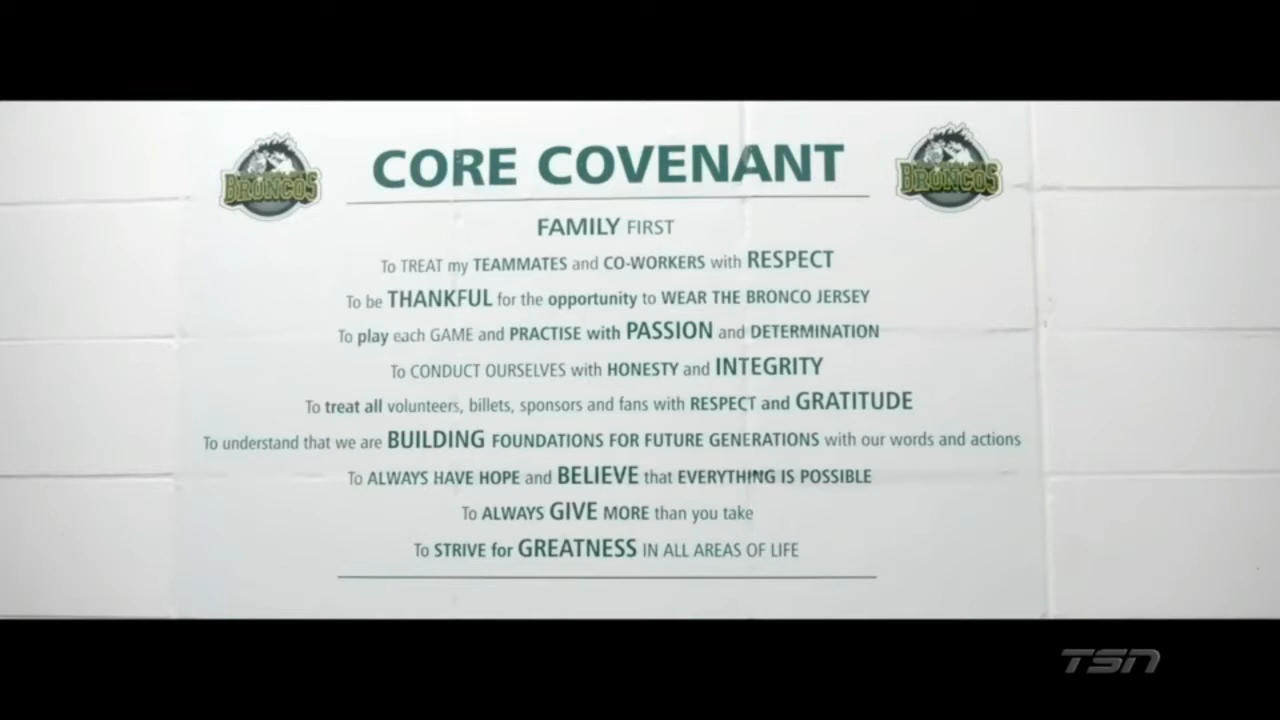 CORE COVENANT
BRONCOS
BRONCOS
FAMILY FIRST
To TREAT my TEAMMATES and CO-WORKERS with RESPECT
To be THANKFUL for the opportunity to WEAR THE BRONCO JERSEY
To play each GAME and PRACTISE with PASSION and DETERMINATION
To CONDUCT OURSELVES with HONESTY and INTEGRITY
To treat all volunteers, billets, sponsors and fans with RESPECT and GRATITUDE
To understand that we are BUILDING FOUNDATIONS FOR FUTURE GENERATIONS with our words and actions
To ALWAYS HAVE HOPE and BELIEVE that EVERYTHING IS POSSIBLE
To ALWAYS GIVE MORE than you take
To STRIVE for GREATNESS IN ALL AREAS OF LIFE
TSN